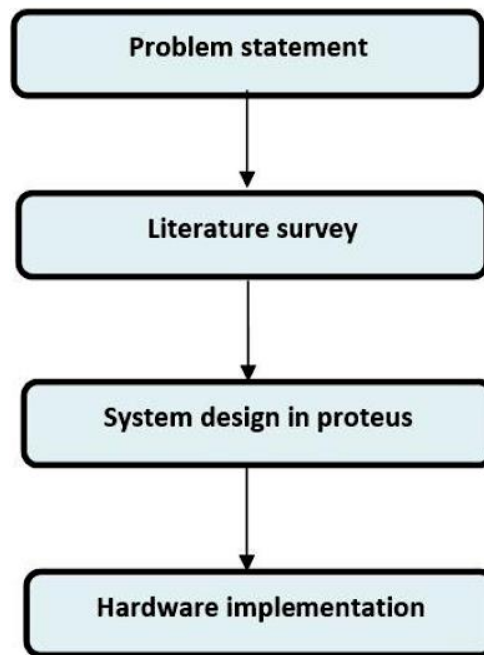 Problem statement
Literature survey
System design in proteus
Hardware implementation